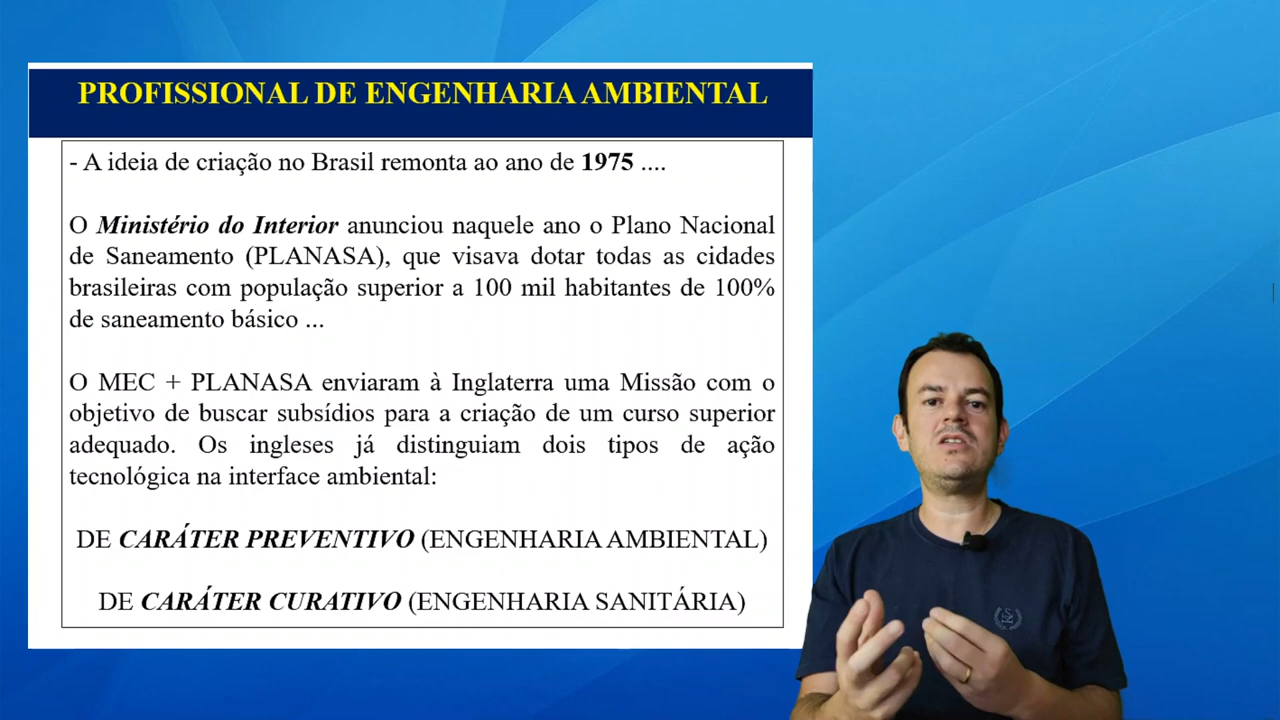 PROFISSIONAL DE ENGENHARIA AMBIENTAL
- A ideia de criação no Brasil remonta ao ano de 1975 ....
O Ministério do Interior anunciou naquele ano o Plano Nacional
de Saneamento (PLANASA), que visava dotar todas as cidades
brasileiras com população superior a 100 mil habitantes de 100%
de saneamento básico ...
O MEC + PLANASA enviaram à Inglaterra uma Missão com o
objetivo de buscar subsídios para a criação de um curso superior
adequado. Os ingleses já distinguiam dois tipos de ação
tecnológica na interface ambiental:
DE CARÁTER PREVENTIVO (ENGENHARIA AMBIENTAL)
DE CARÁTER CURATIVO (ENGENHARIA SANITÁRIA)